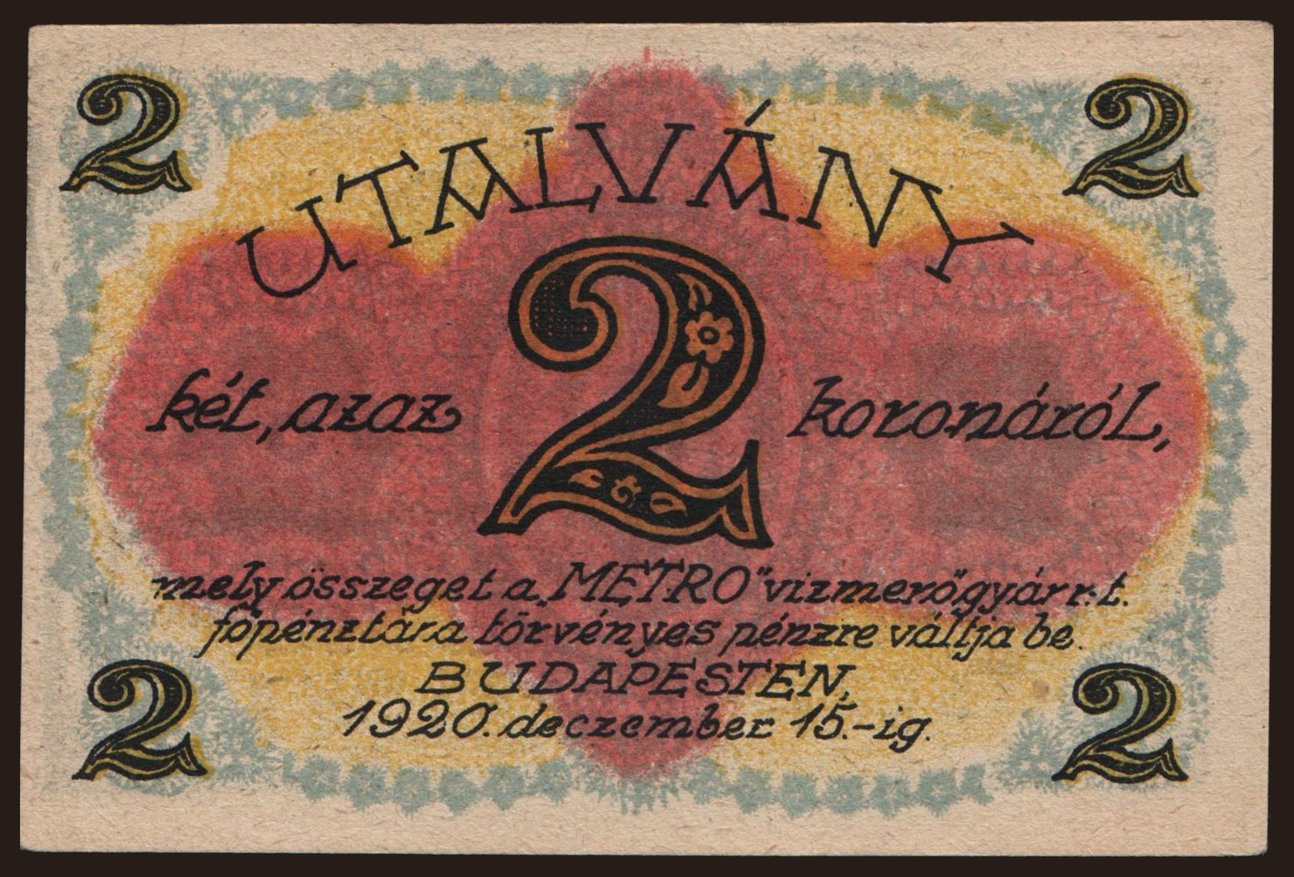 2 2
UTALVÁNY
két, azaz 2 koronáról,
mely összeget a „METRO” vizmerőgyár r.t.
főpénztára törvényes pénzre váltja be.
BUDAPESTEN,
1920. deczember 15.-ig.
2 2